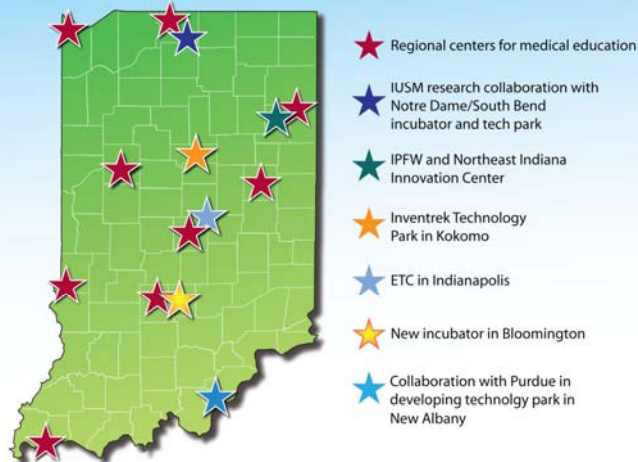 Regional centers for medical education
IUSM research collaboration with
Notre Dame/South Bend
incubator and tech park
IPFW and Northeast Indiana
Innovation Center
Inventrek Technology
Park in Kokomo
ETC in Indianapolis
New incubator in Bloomington
Collaboration with Purdue in
developing technolgy park in
New Albany